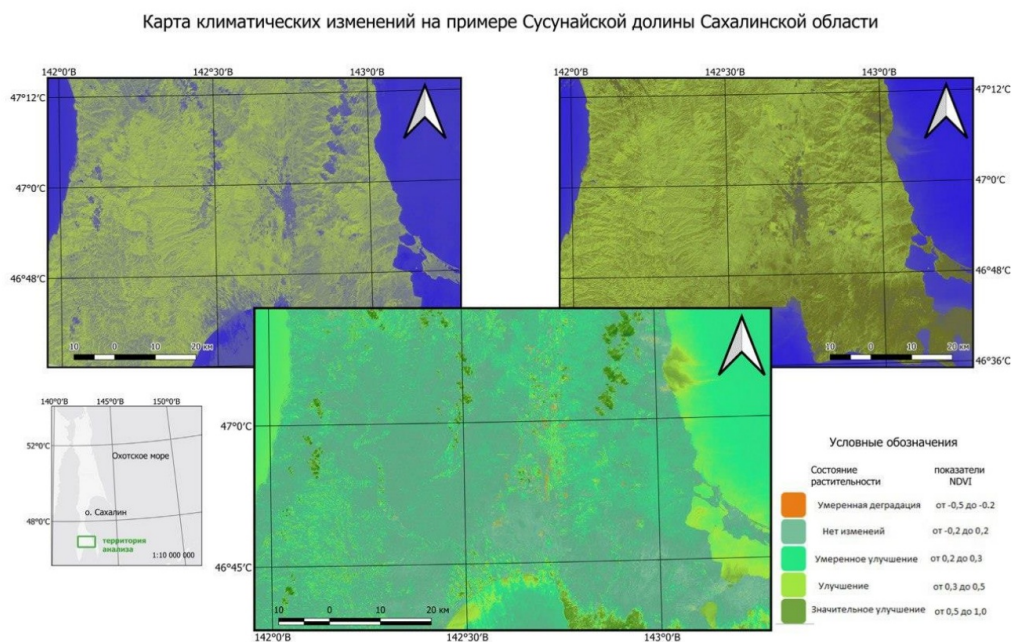 Карта климатических изменений на примере Сусунайской долины Сахалинской области
142°0'В 142°30'В 143°0'В
47°12'С
47°0'С
46°48'С
10 0 10 20 км
142°0'В 142°30'В 143°0'В
47°12'С
47°0'С
46°48'С
46°36'С
10 0 10 20 км
47°0'С
46°45'С
10 0 10 20 км
142°0'В 142°30'В 143°0'В
140°0'В 145°0'В 150°0'В
52°0'С
48°0'С
Охотское море
о. Сахалин
территория
анализа
1:10 000 000
Условные обозначения
Состояние растительности показатели NDVI
Умеренная деградация от -0,5 до -0.2
Нет изменеий от -0,2 до 0,2
Умеренное улучшение от 0,2 до 0,3
Улучшение от 0,3 до 0,5
Значительное улучшение от 0,5 до 1,0